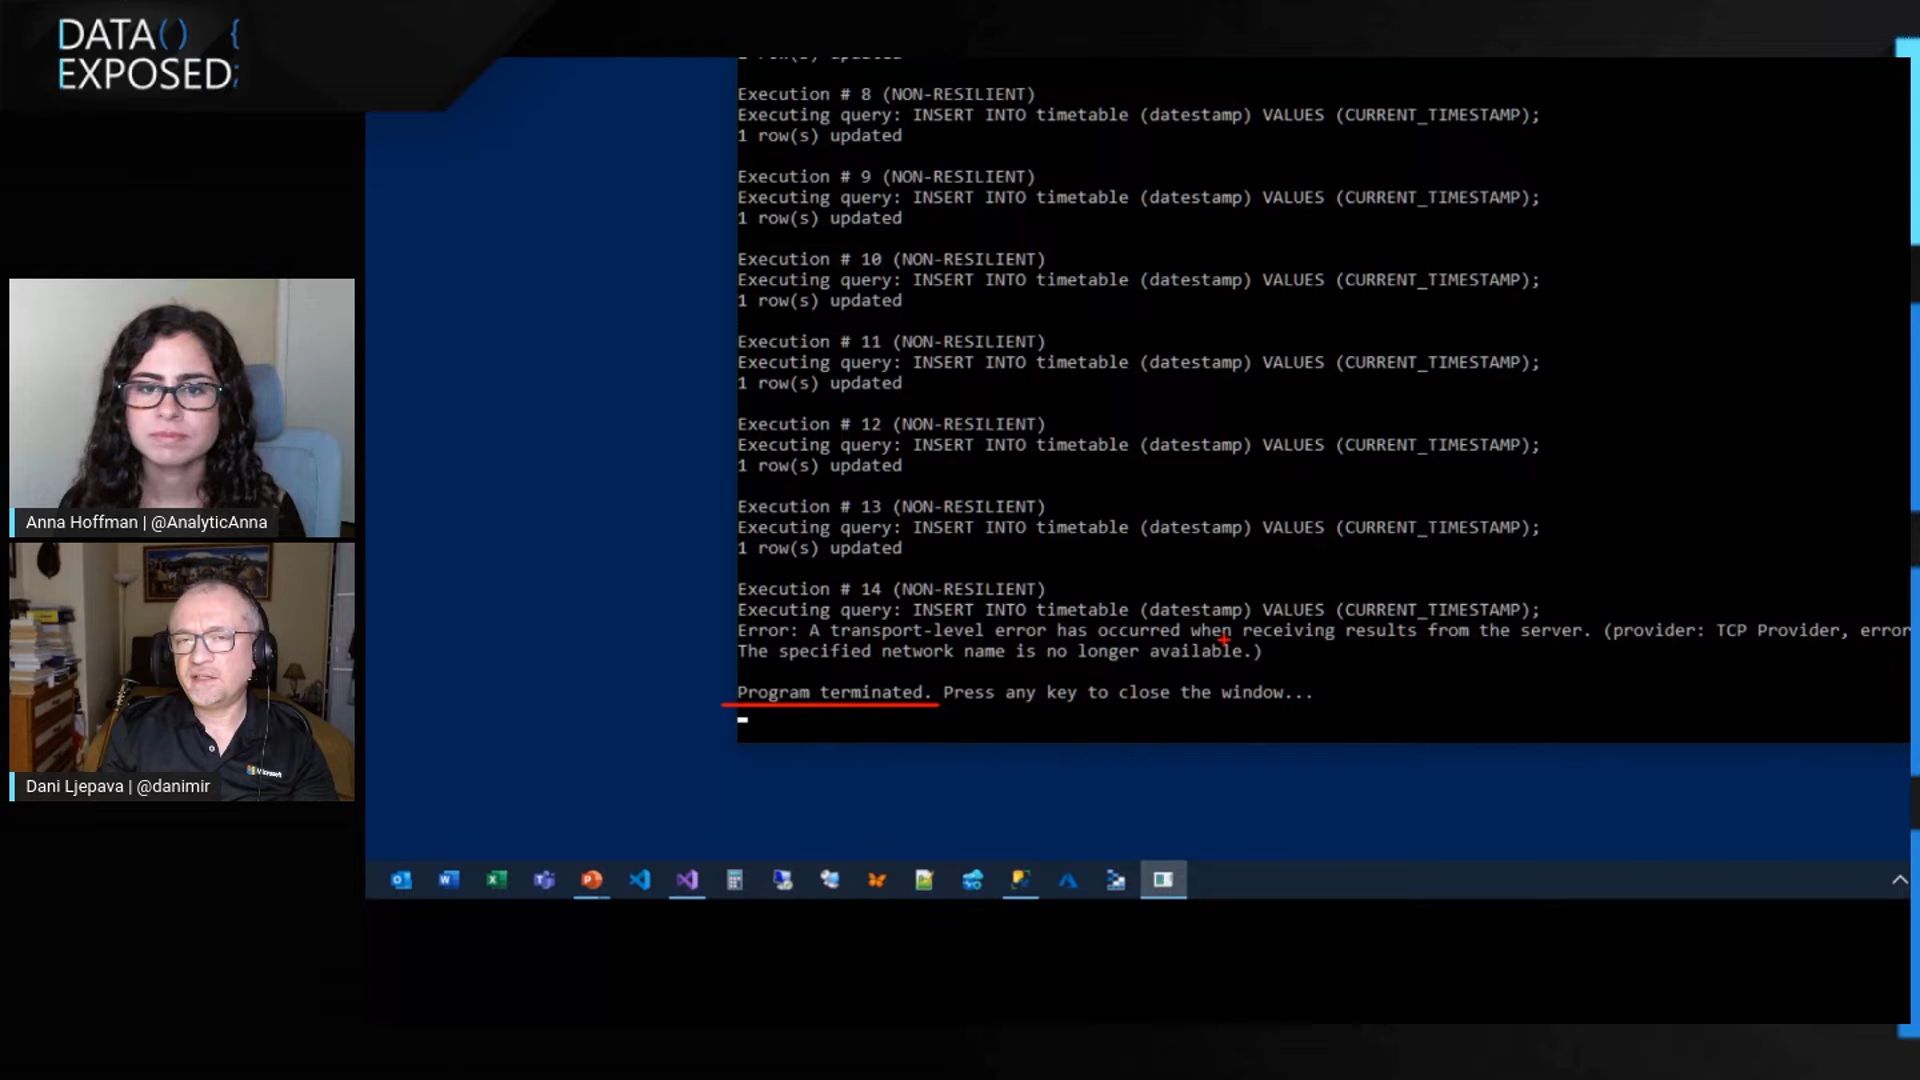 DATA() {
EXPOSED;
Execution # 8 (NON-RESILIENT)
Executing query: INSERT INTO timetable (datestamp) VALUES (CURRENT_TIMESTAMP);
1 row(s) updated
Execution # 9 (NON-RESILIENT)
Executing query: INSERT INTO timetable (datestamp) VALUES (CURRENT_TIMESTAMP);
1 row(s) updated
Execution # 10 (NON-RESILIENT)
Executing query: INSERT INTO timetable (datestamp) VALUES (CURRENT_TIMESTAMP);
1 row(s) updated
Execution # 11 (NON-RESILIENT)
Executing query: INSERT INTO timetable (datestamp) VALUES (CURRENT_TIMESTAMP);
1 row(s) updated
Execution # 12 (NON-RESILIENT)
Executing query: INSERT INTO timetable (datestamp) VALUES (CURRENT_TIMESTAMP);
1 row(s) updated
Execution # 13 (NON-RESILIENT)
Executing query: INSERT INTO timetable (datestamp) VALUES (CURRENT_TIMESTAMP);
1 row(s) updated
Execution # 14 (NON-RESILIENT)
Executing query: INSERT INTO timetable (datestamp) VALUES (CURRENT_TIMESTAMP);
Error: A transport-level error has occurred when receiving results from the server. (provider: TCP Provider, error
The specified network name is no longer available.)
Program terminated. Press any key to close the window...
Anna Hoffman | @AnalyticAnna
Microsoft
Dani Ljepava | @danimir